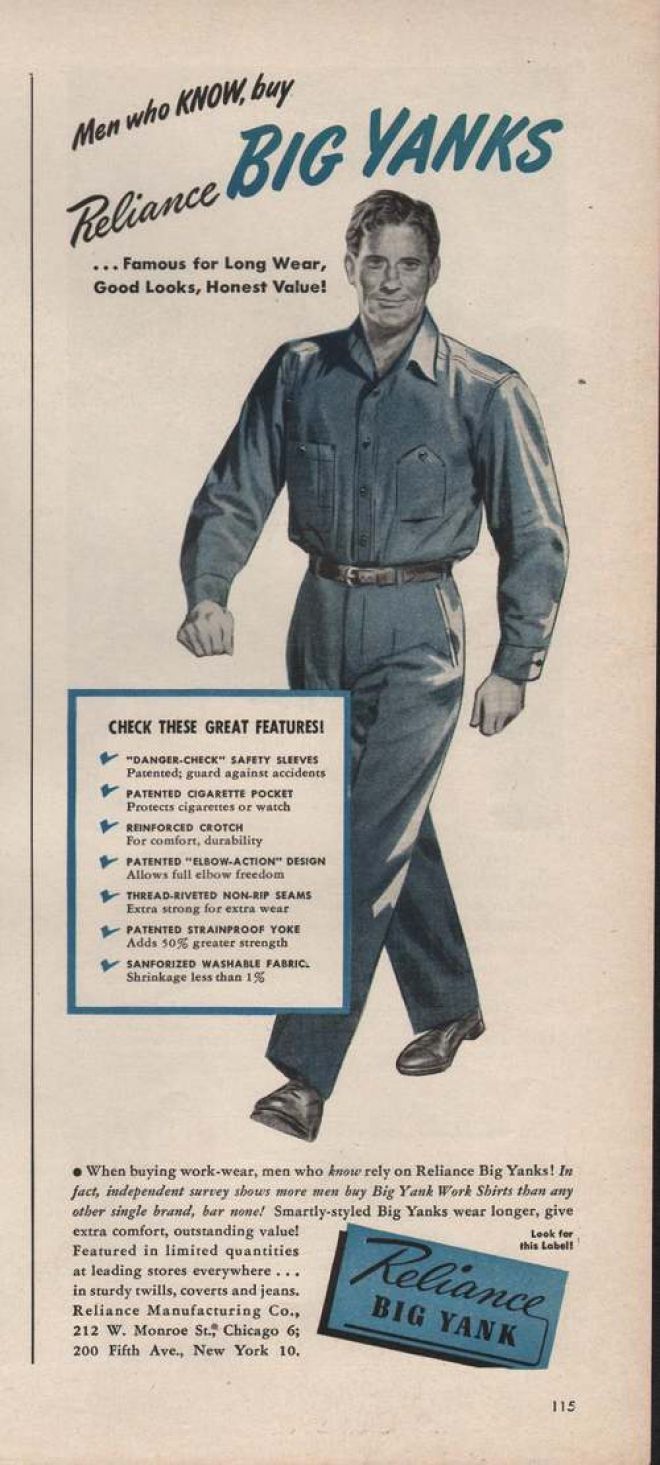 Men who KNOW, buy
Reliance BIG YANKS
... Famous for Long Wear,
Good Looks, Honest Value!
CHECK THESE GREAT FEATURES!
"DANGER-CHECK" SAFETY SLEEVES
Patented; guard against accidents
PATENTED CIGARETTE POCKET
Protects cigarettes or watch
REINFORCED CROTCH
For comfort, durability
PATENTED "ELBOW-ACTION" DESIGN
Allows full elbow freedom
THREAD-RIVETED NON-RIP SEAMS
Extra strong for extra wear
PATENTED STRAINPROOF YOKE
Adds 50% greater strength
SANFORIZED WASHABLE FABRIC.
Shrinkage less than 1%
● When buying work-wear, men who know rely on Reliance Big Yanks! In
fact, independent survey shows more men buy Big Yank Work Shirts than any
other single brand, bar none! Smartly-styled Big Yanks wear longer, give
extra comfort, outstanding value!
Featured in limited quantities
at leading stores everywhere ...
in sturdy twills, coverts and jeans.
Reliance Manufacturing Co.,
212 W. Monroe St., Chicago 6;
200 Fifth Ave., New York 10.
Look for
this Label!
Reliance
BIG YANK
115